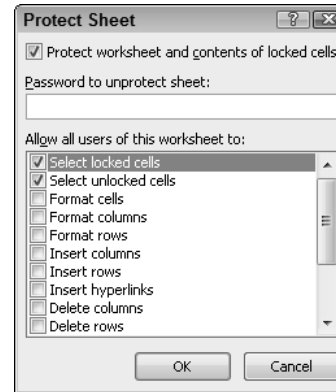 Protect Sheet
Protect worksheet and contents of locked cells
Password to unprotect sheet:
Allow all users of this worksheet to:
Select locked cells
Select unlocked cells
Format cells
Format columns
Format rows
Insert columns
Insert rows
Insert hyperlinks
Delete columns
Delete rows
OK Cancel